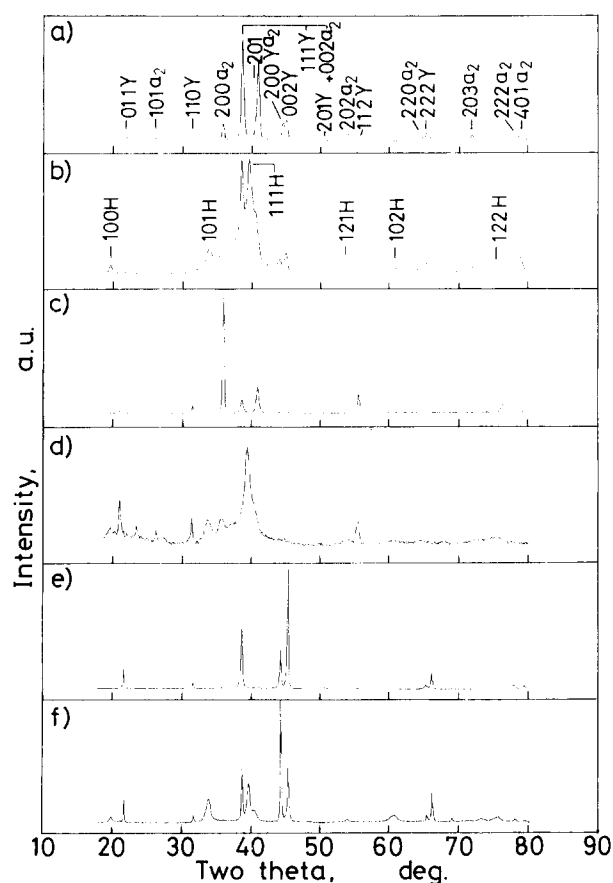 a)
-011Y
-101a2
-110Y
200a2
-201
200Ya2
002Y
111Y
+002a2
-201Y
202a2
-112Y
220a2
-222Y
203a2
222a2
-401a2
b)
-100H
101H
111H
-121H
-102H
-122H
c)
d)
e)
f)
Intensity, a.u.
10 20 30 40 50 60 70 80 90
Two theta, deg.